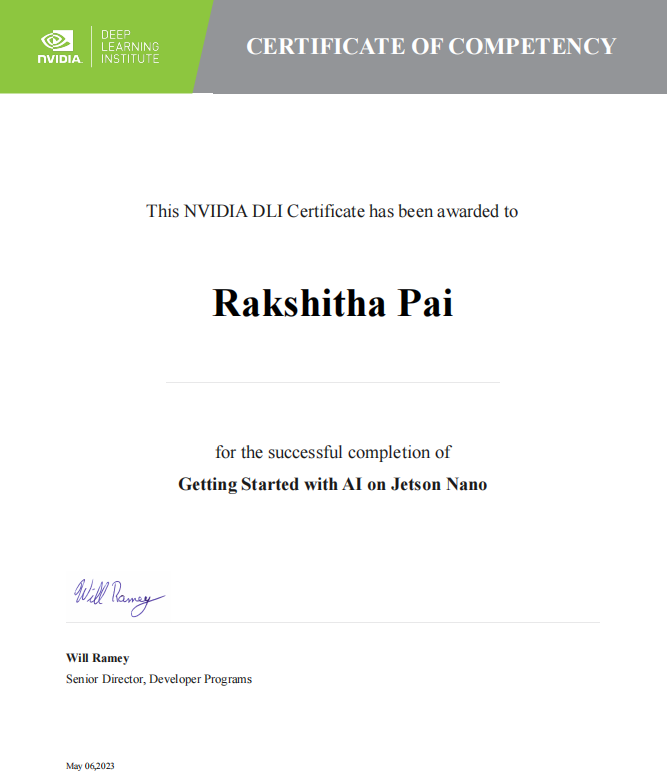 NVIDIA
DEEP
LEARNING
INSTITUTE
CERTIFICATE OF COMPETENCY
This NVIDIA DLI Certificate has been awarded to
Rakshitha Pai
for the successful completion of
Getting Started with AI on Jetson Nano
Will Ramey
Will Ramey
Senior Director, Developer Programs
May 06,2023